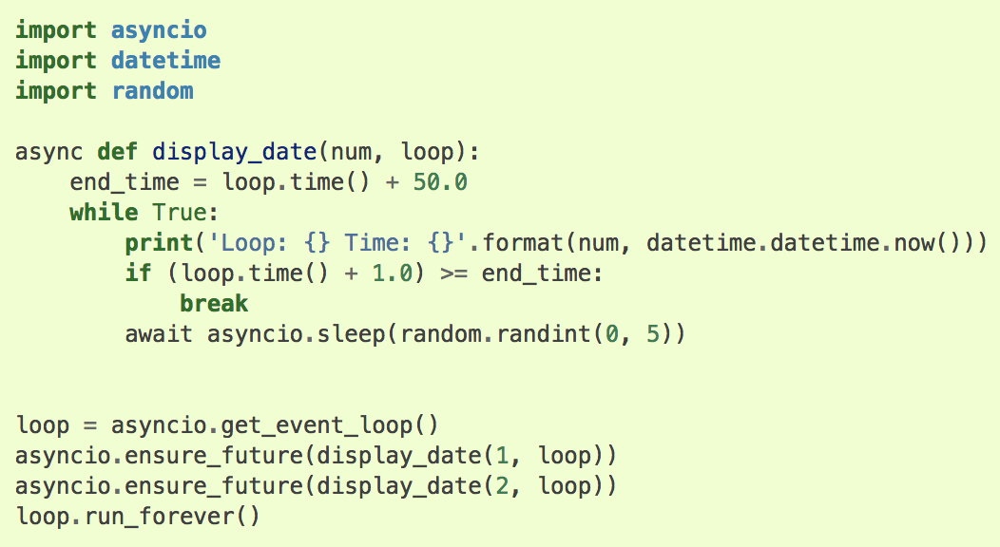 import asyncio
import datetime
import random

async def display_date(num, loop):
    end_time = loop.time() + 50.0
    while True:
        print('Loop: {} Time: {}'.format(num, datetime.datetime.now()))
        if (loop.time() + 1.0) >= end_time:
            break
        await asyncio.sleep(random.randint(0, 5))


loop = asyncio.get_event_loop()
asyncio.ensure_future(display_date(1, loop))
asyncio.ensure_future(display_date(2, loop))
loop.run_forever()